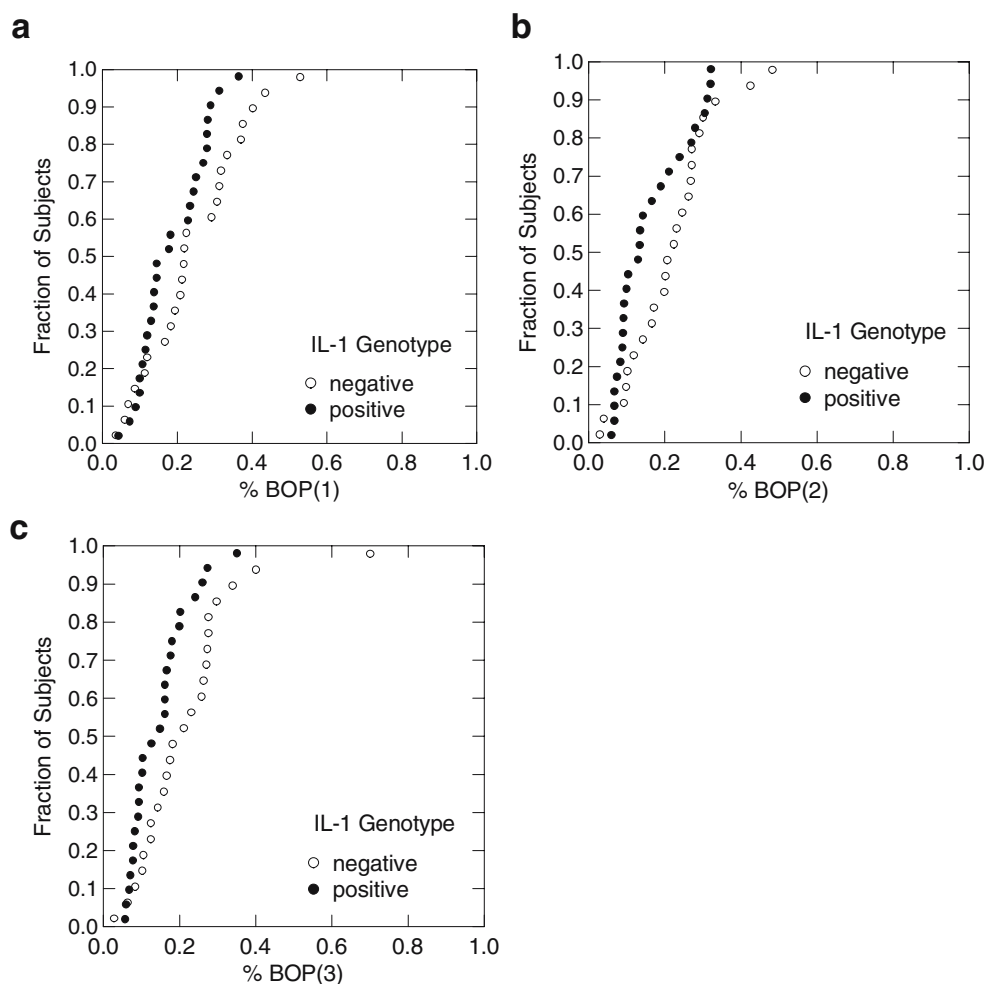 a
1.0
0.9
0.8
0.7
0.6
0.5
0.4
0.3
0.2
0.1
0.0
Fraction of Subjects
IL-1 Genotype
negative
positive
0.0 0.2 0.4 0.6 0.8 1.0
% BOP(1)
b
1.0
0.9
0.8
0.7
0.6
0.5
0.4
0.3
0.2
0.1
0.0
Fraction of Subjects
IL-1 Genotype
negative
positive
0.0 0.2 0.4 0.6 0.8 1.0
% BOP(2)
c
1.0
0.9
0.8
0.7
0.6
0.5
0.4
0.3
0.2
0.1
0.0
Fraction of Subjects
IL-1 Genotype
negative
positive
0.0 0.2 0.4 0.6 0.8 1.0
% BOP(3)